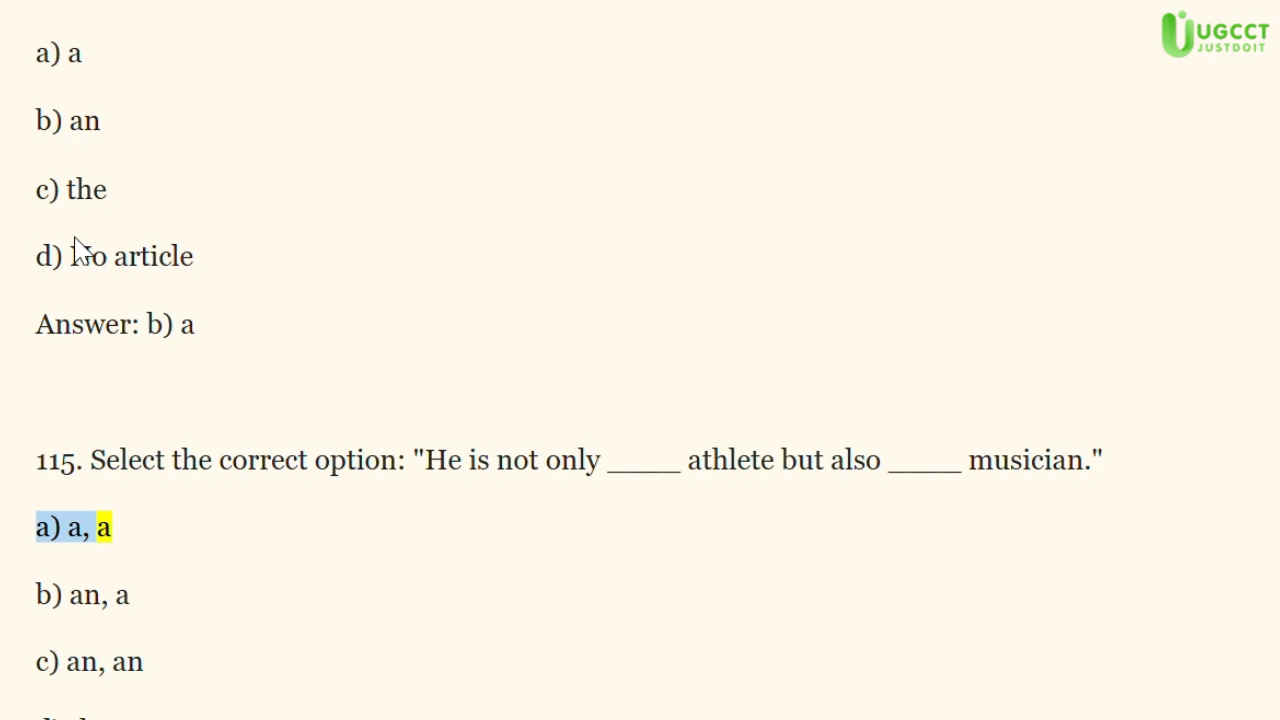 UGCCT
JUSTDOIT
a) a
b) an
c) the
d) No article
Answer: b) a
115. Select the correct option: "He is not only _____ athlete but also _____ musician."
a) a, a
b) an, a
c) an, an